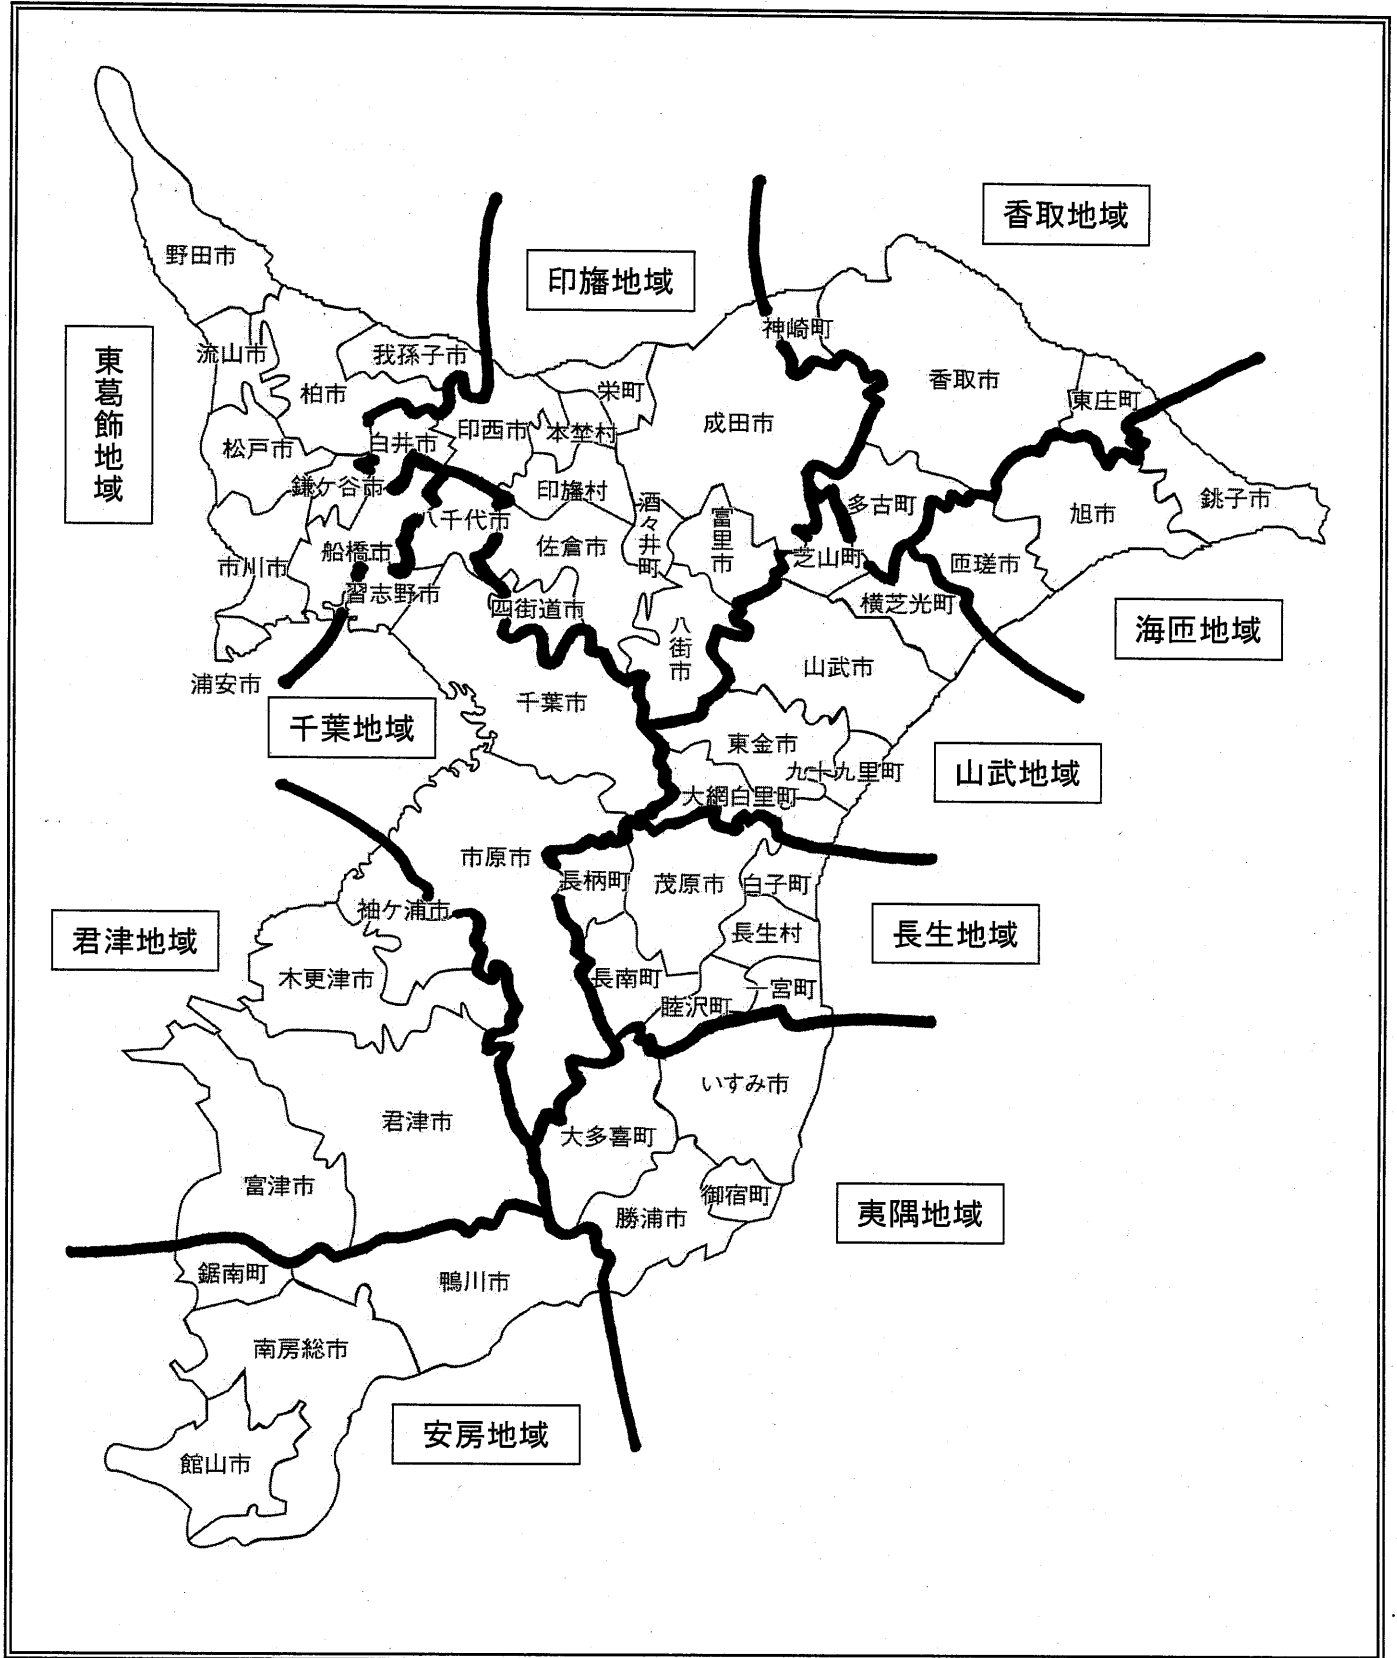 香取地域
野田市
印旛地域
神崎町
東葛飾地域
流山市
我孫子市
柏市
栄町
香取市
東庄町
成田市
松戸市
白井市
印西市
本埜村
鎌ケ谷市
印旛村
酒々井町
富里市
多古町
旭市
銚子市
八千代市
佐倉市
船橋市
芝山町
匝瑳市
市川市
習志野市
四街道市
横芝光町
八街市
海匝地域
山武市
浦安市
千葉市
千葉地域
東金市
九十九里町
山武地域
大網白里町
市原市
長柄町
茂原市
白子町
袖ケ浦市
君津地域
長生村
長生地域
木更津市
長南町
一宮町
睦沢町
いすみ市
君津市
大多喜町
富津市
御宿町
勝浦市
夷隅地域
鋸南町
鴨川市
南房総市
安房地域
館山市